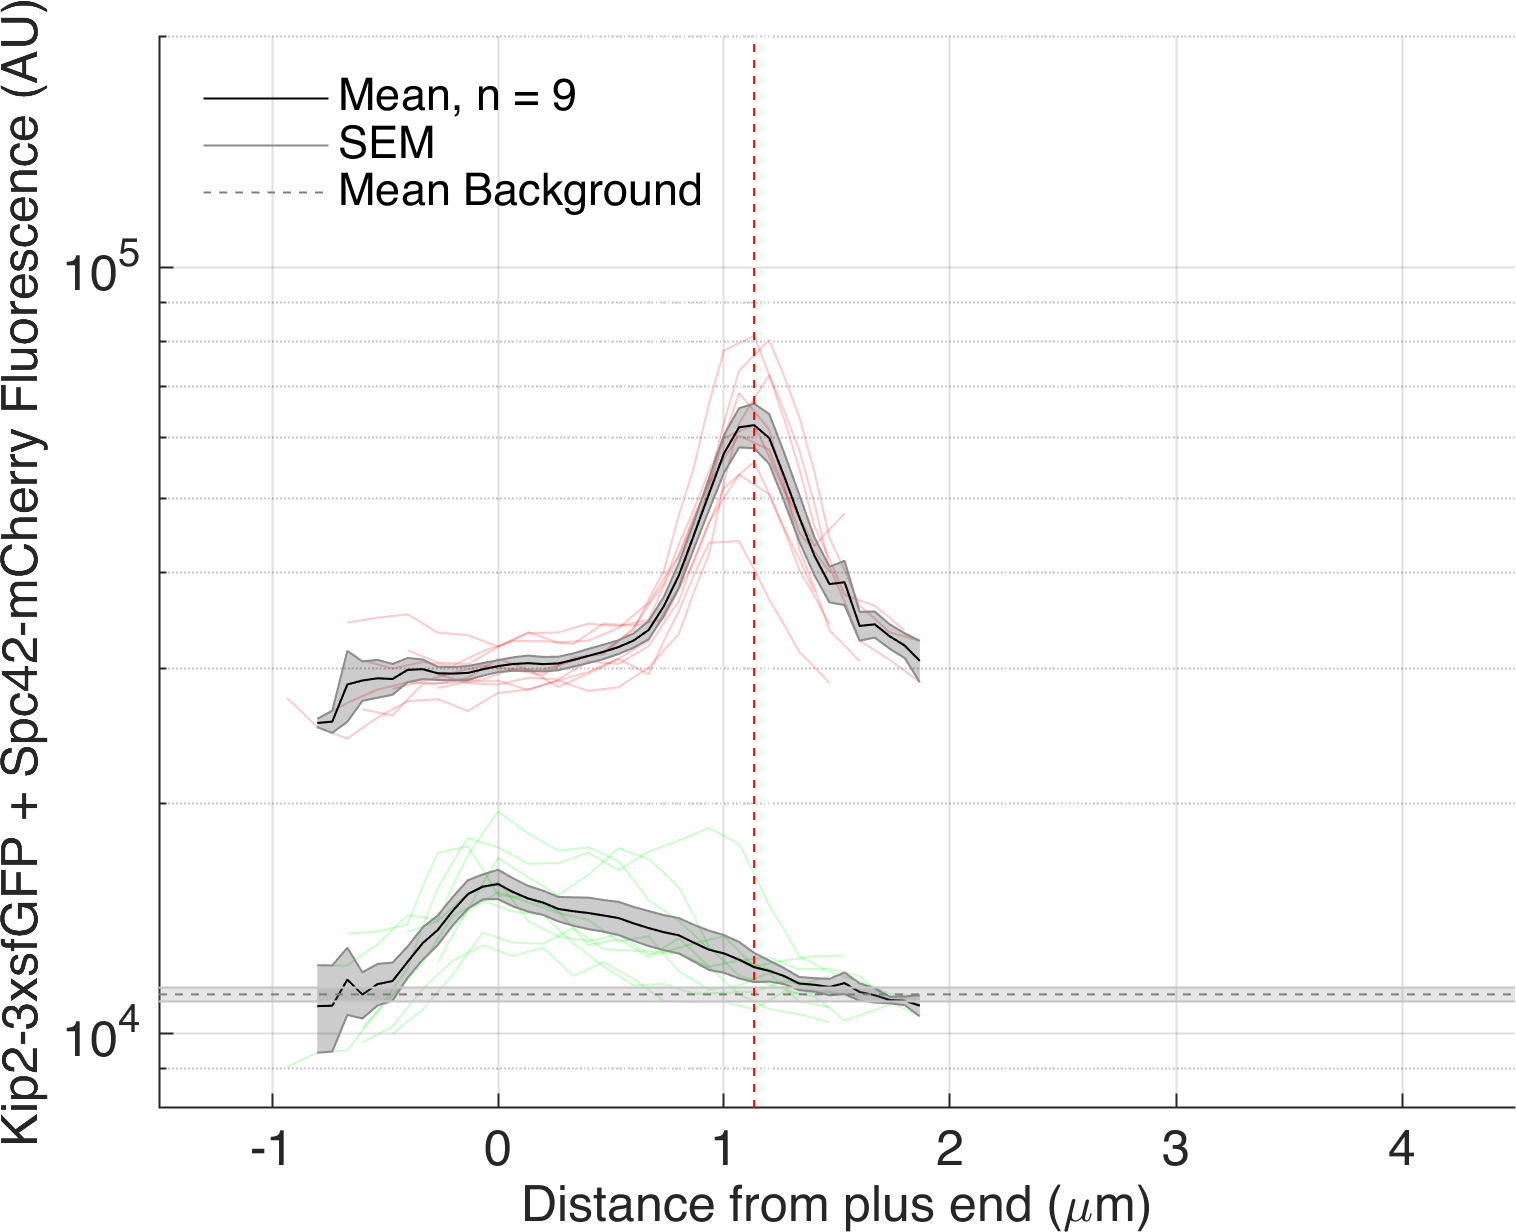 Kip2-3xsfGFP + Spc42-mCherry Fluorescence (AU)
Mean, n = 9
SEM
Mean Background
10^5
10^4
-1 0 1 2 3 4
Distance from plus end (μm)